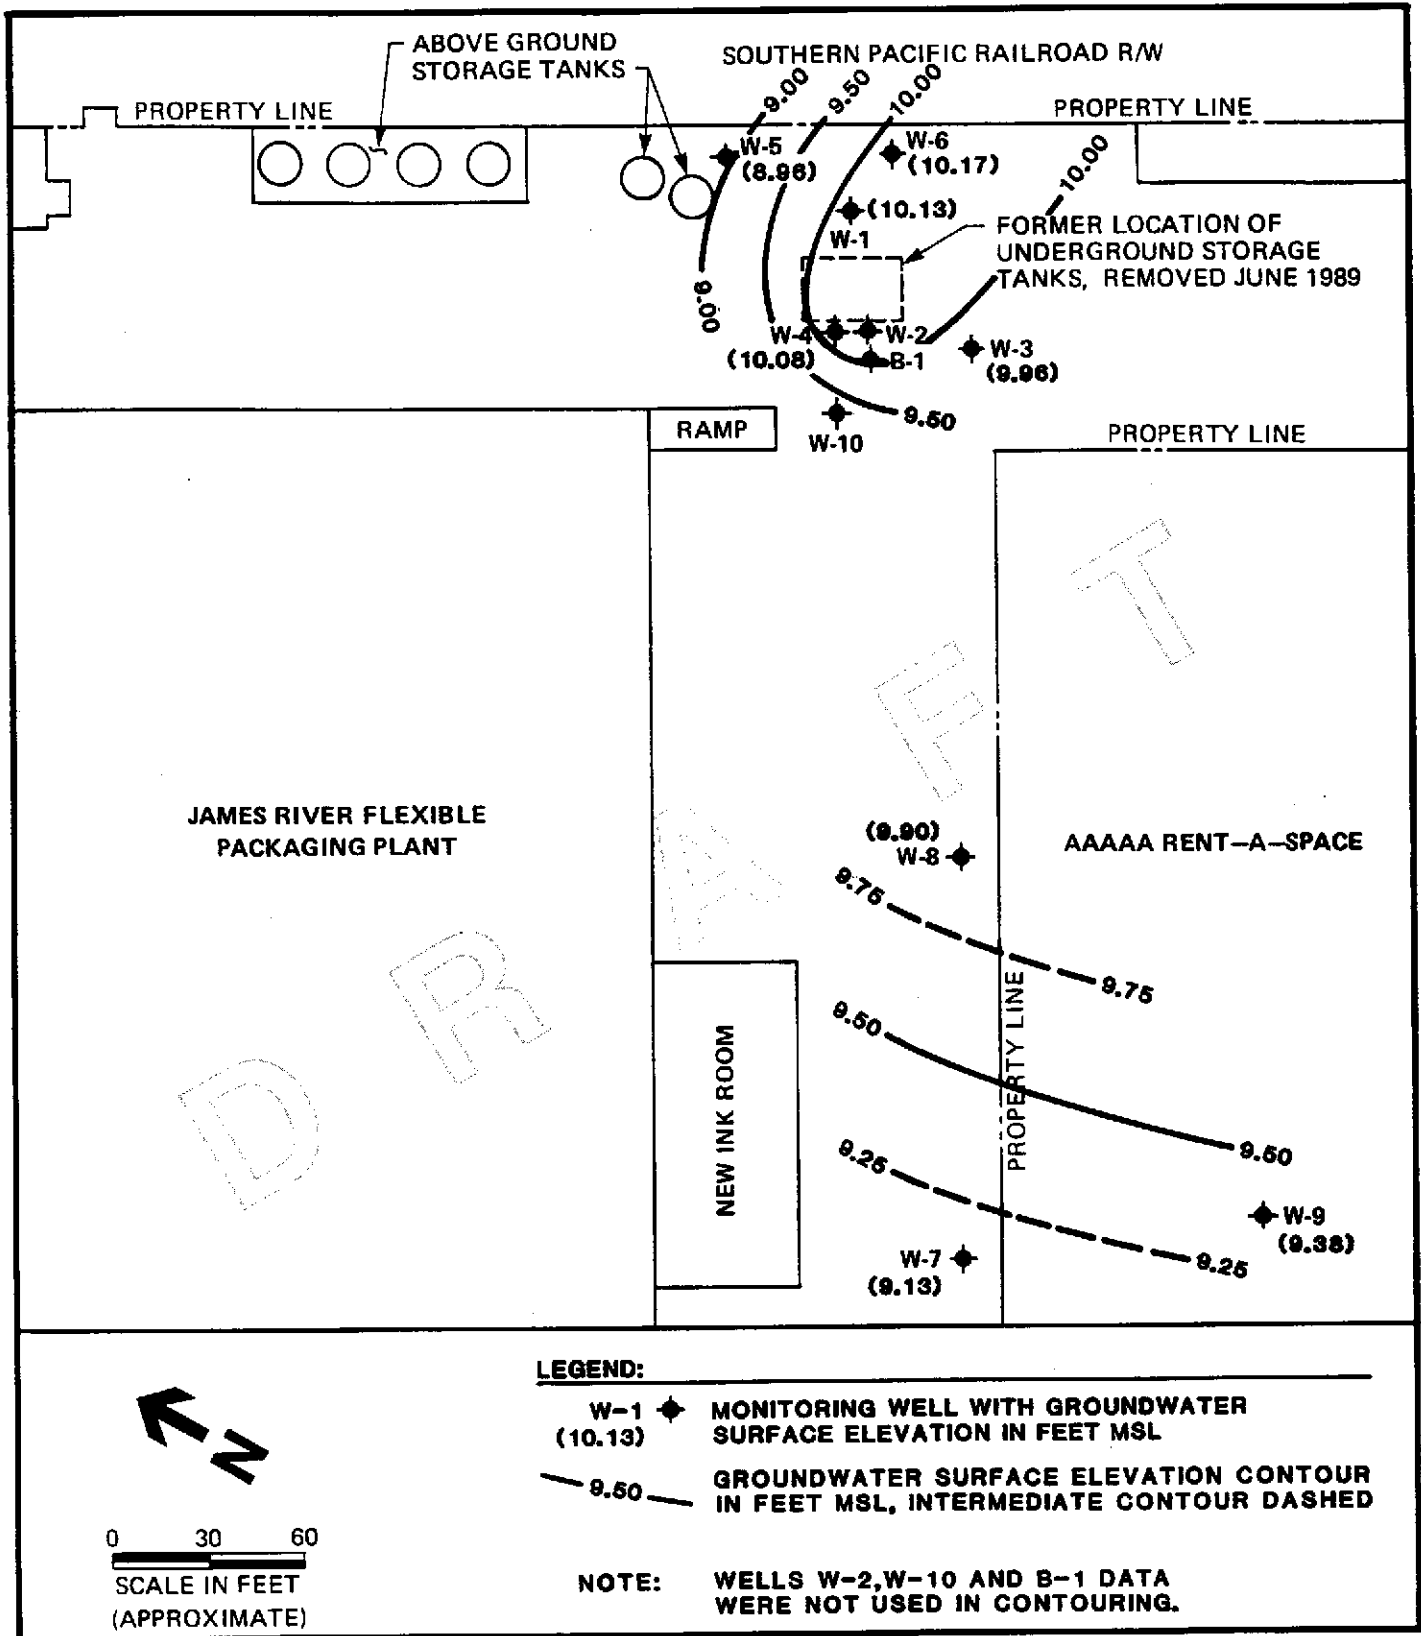 ABOVE GROUND
STORAGE TANKS
SOUTHERN PACIFIC RAILROAD R/W
PROPERTY LINE
PROPERTY LINE
9.00
9.50
10.00
10.00
W-5
(8.96)
W-6
(10.17)
(10.13)
W-1
FORMER LOCATION OF
UNDERGROUND STORAGE
TANKS, REMOVED JUNE 1989
9.00
W-4
(10.08)
W-2
B-1
W-3
(9.96)
9.50
RAMP
W-10
PROPERTY LINE
DRAFT
JAMES RIVER FLEXIBLE
PACKAGING PLANT
(9.90)
W-8
AAAAA RENT-A-SPACE
9.75
9.75
9.50
PROPERTY LINE
NEW INK ROOM
9.50
9.25
9.25
W-9
(9.38)
W-7
(9.13)
N
0 30 60
SCALE IN FEET
(APPROXIMATE)
LEGEND:
W-1
(10.13)
MONITORING WELL WITH GROUNDWATER
SURFACE ELEVATION IN FEET MSL
9.50
GROUNDWATER SURFACE ELEVATION CONTOUR
IN FEET MSL, INTERMEDIATE CONTOUR DASHED
NOTE: WELLS W-2,W-10 AND B-1 DATA
WERE NOT USED IN CONTOURING.